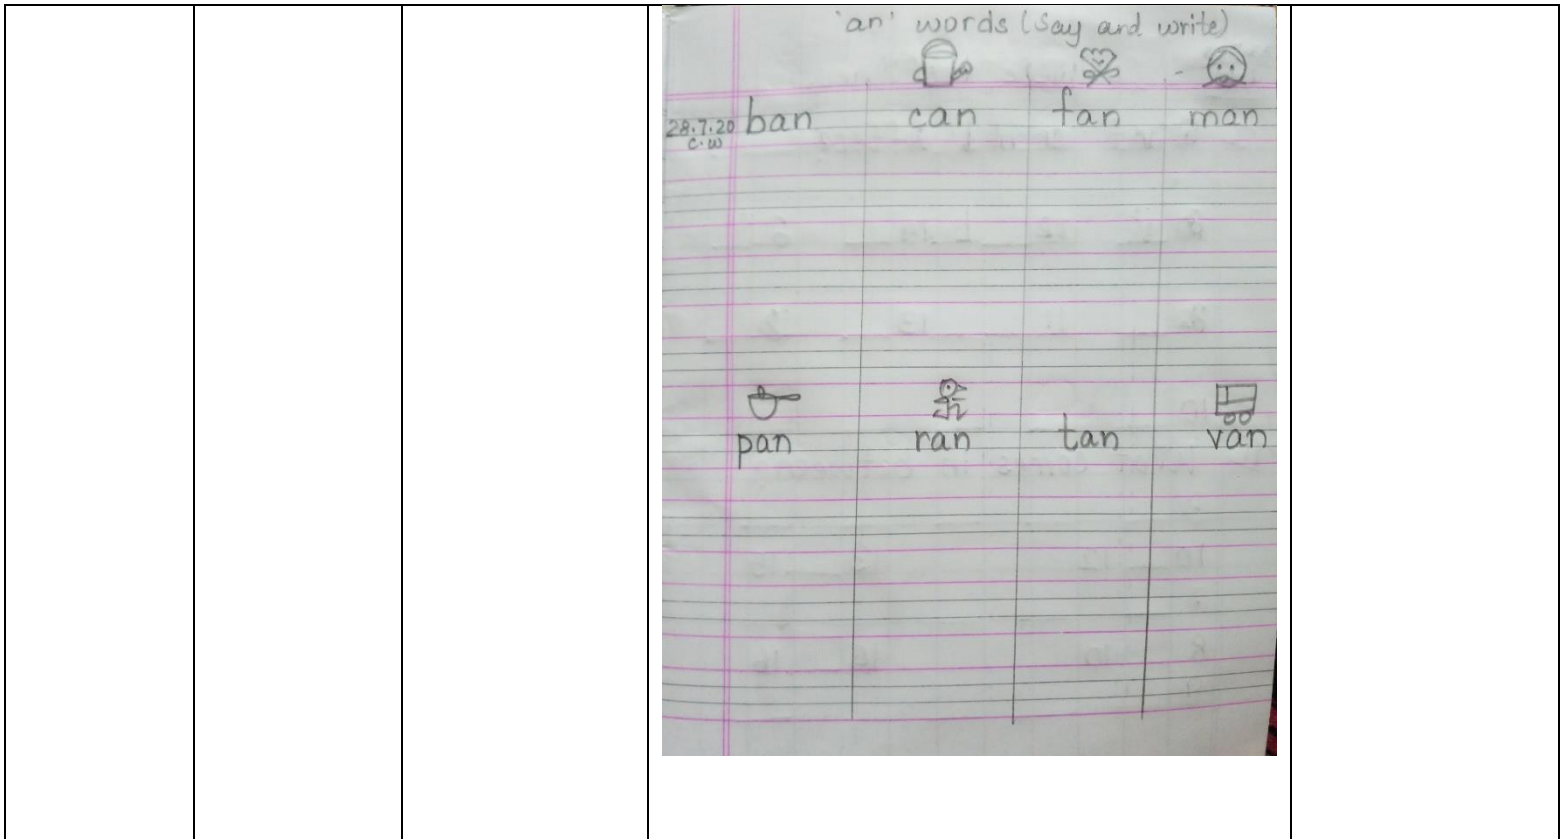 'an' words (Say and write)
ban can fan man
28.7.20
C.W
pan ran tan van